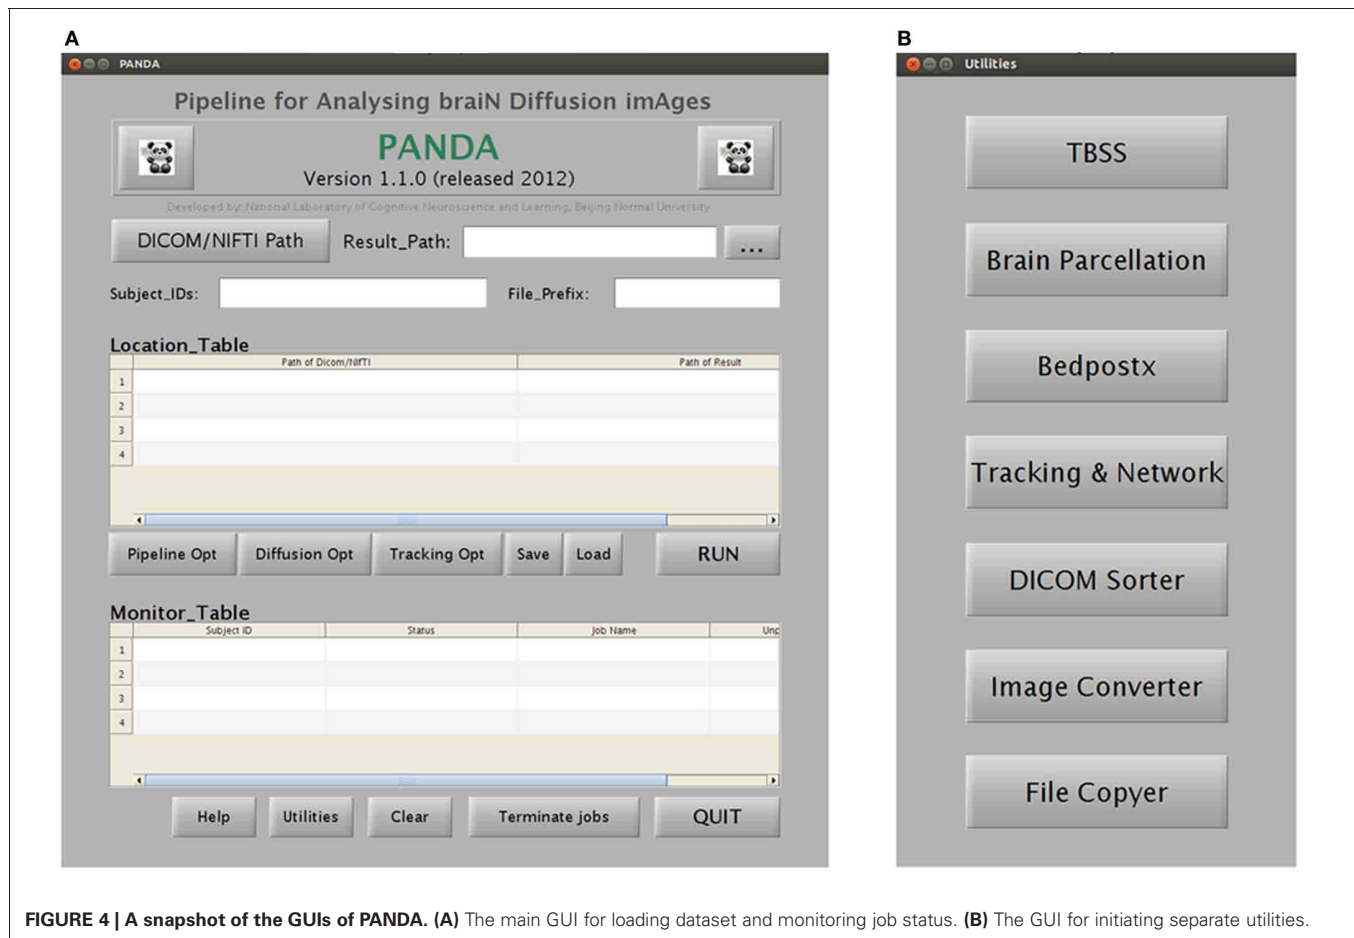 A
PANDA
Pipeline for Analysing braiN Diffusion imAges
PANDA
Version 1.1.0 (released 2012)
Developed by: National Laboratory of Cognitive Neuroscience and Learning, Beijing Normal University
DICOM/NIFTI Path Result_Path: ...
Subject_IDs: File_Prefix:
Location_Table
Path of Dicom/NIfTI Path of Result
1
2
3
4
Pipeline Opt Diffusion Opt Tracking Opt Save Load RUN
Monitor_Table
Subject ID Status Job Name
1
2
3
4
Help Utilities Clear Terminate jobs QUIT
B
Utilities
TBSS
Brain Parcellation
Bedpostx
Tracking & Network
DICOM Sorter
Image Converter
File Copyer
FIGURE 4 | A snapshot of the GUIs of PANDA. (A) The main GUI for loading dataset and monitoring job status. (B) The GUI for initiating separate utilities.